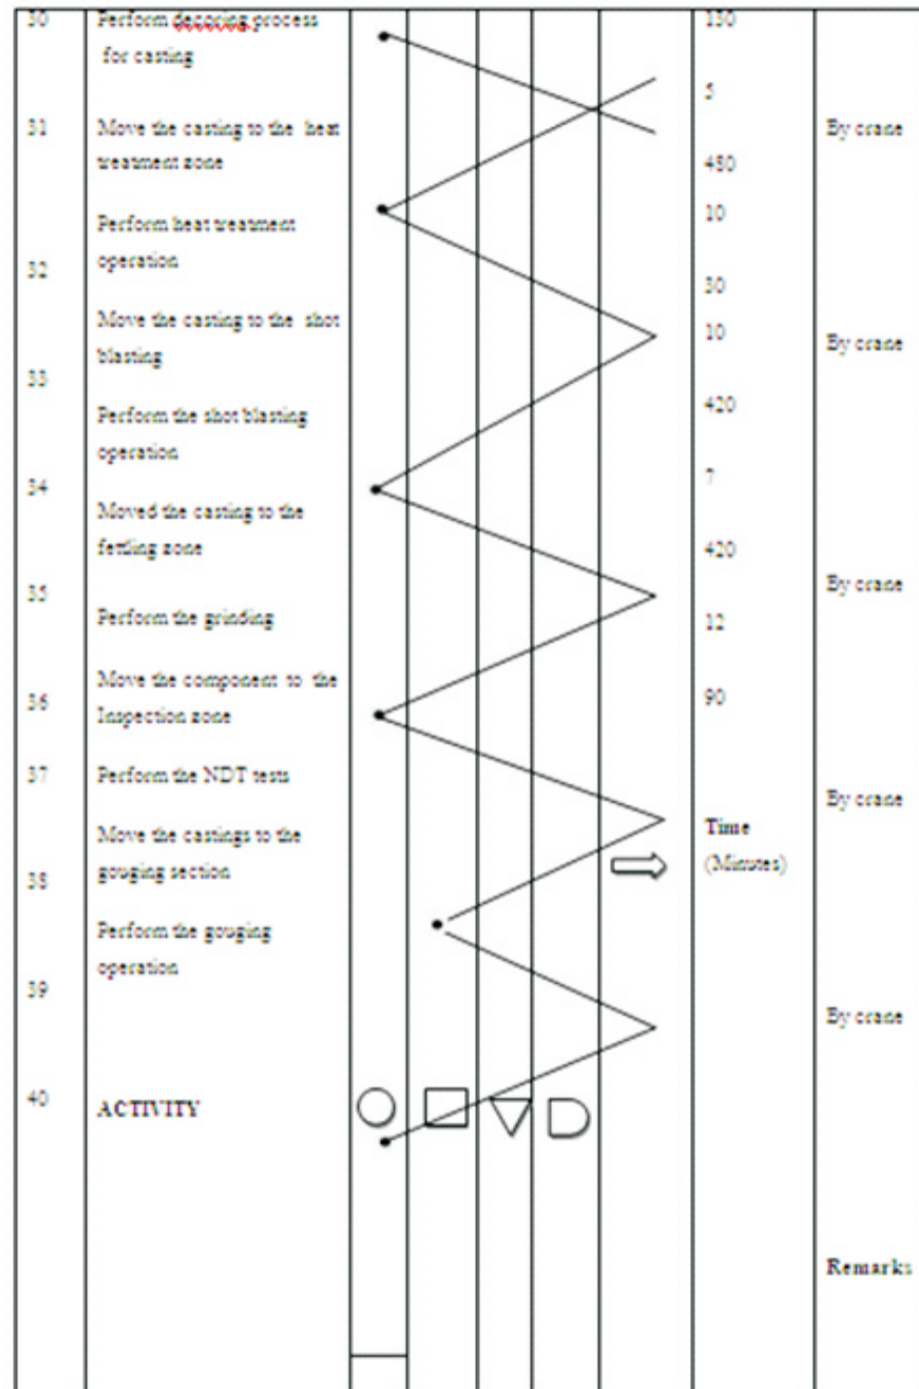 30 Perform decoring process 130
for casting
5
31 Move the casting to the heat By crane
treatment zone 480
10
Perform heat treatment
operation
32
30
Move the casting to the shot 10
blasting By crane
33
420
Perform the shot blasting
operation
34 7
Moved the casting to the
fettling zone 420
35 By crane
Perform the grinding 12
Move the component to the
36 Inspection zone 90
37 Perform the NDT tests
By crane
Move the castings to the Time
gouging section (Minutes)
38
Perform the gouging
operation
39
By crane
40 ACTIVITY
Remarks